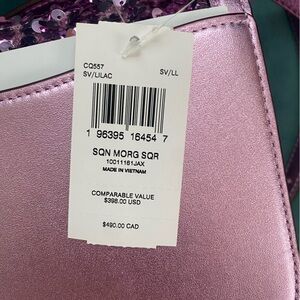 CQ557
SV/LILAC SV/LL
1 96395 16454 7
SQN MORG SQR
10011161JAX
MADE IN VIETNAM
COMPARABLE VALUE
$398.00 USD
$490.00 CAD